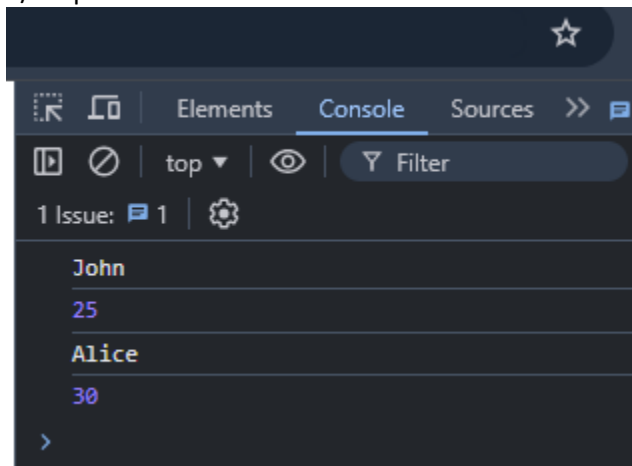 Elements Console Sources
top Filter
1 Issue: 1
John
25
Alice
30